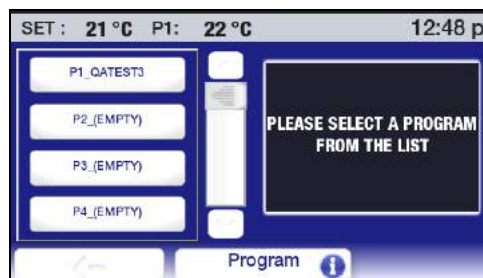 SET : 21 °C P1: 22 °C 12:48 p
P1_QATEST3
P2_(EMPTY)
P3_(EMPTY)
P4_(EMPTY)
PLEASE SELECT A PROGRAM
FROM THE LIST
Program i